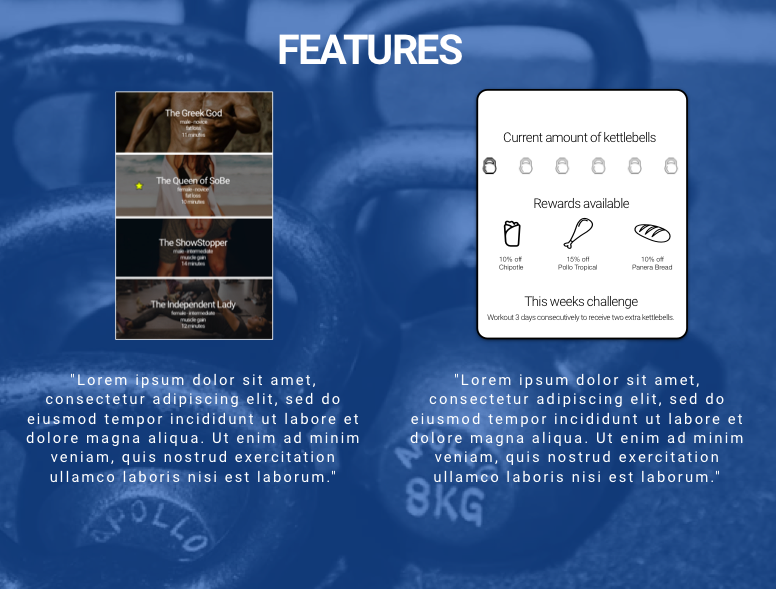 FEATURES
The Greek God
male - novice
fat loss
11 minutes
The Queen of SoBe
female - novice
fat loss
10 minutes
The ShowStopper
male - intermediate
muscle gain
14 minutes
The Independent Lady
female - intermediate
muscle gain
12 minutes
Current amount of kettlebells
Rewards available
10% off
Chipotle
15% off
Pollo Tropical
10% off
Panera Bread
This weeks challenge
Workout 3 days consecutively to receive two extra kettlebells.
"Lorem ipsum dolor sit amet,
consectetur adipiscing elit, sed do
eiusmod tempor incididunt ut labore et
dolore magna aliqua. Ut enim ad minim
veniam, quis nostrud exercitation
ullamco laboris nisi est laborum."
"Lorem ipsum dolor sit amet,
consectetur adipiscing elit, sed do
eiusmod tempor incididunt ut labore et
dolore magna aliqua. Ut enim ad minim
veniam, quis nostrud exercitation
ullamco laboris nisi est laborum."
8KG
APOLLO